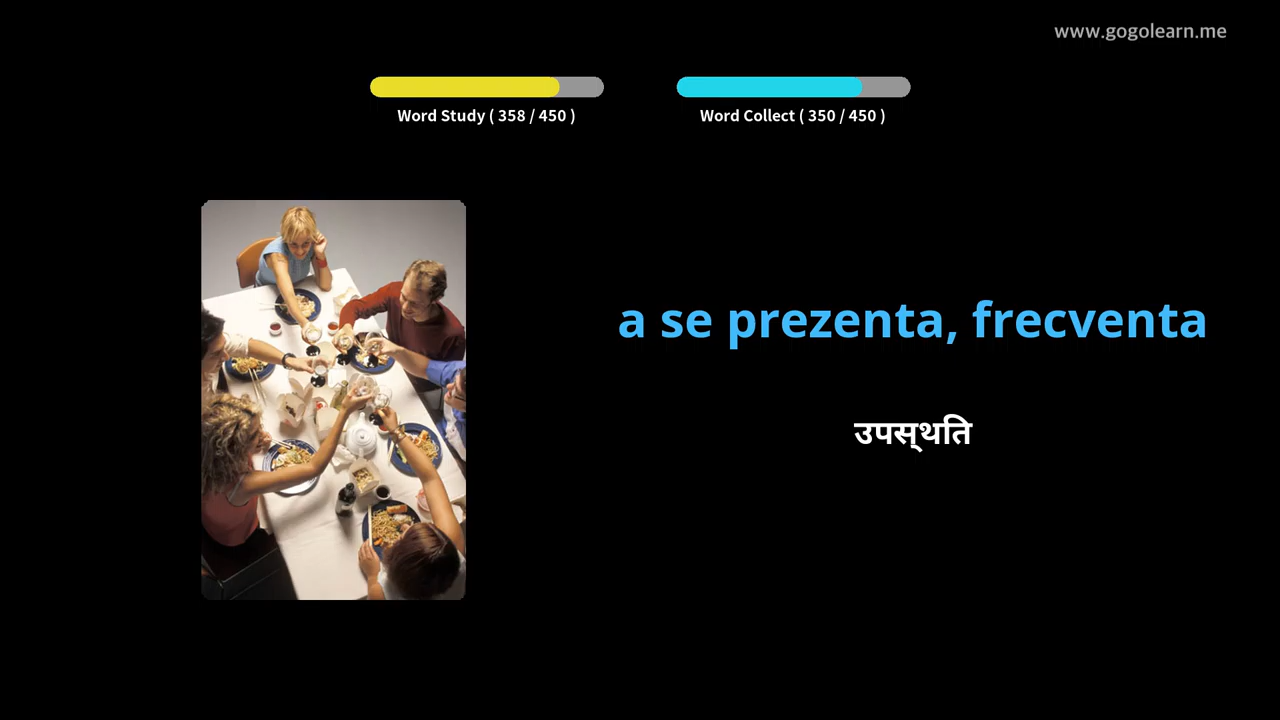 www.gogolearn.me
Word Study ( 358 / 450 )
Word Collect ( 350 / 450 )
a se prezenta, frecventa
उपस्थति